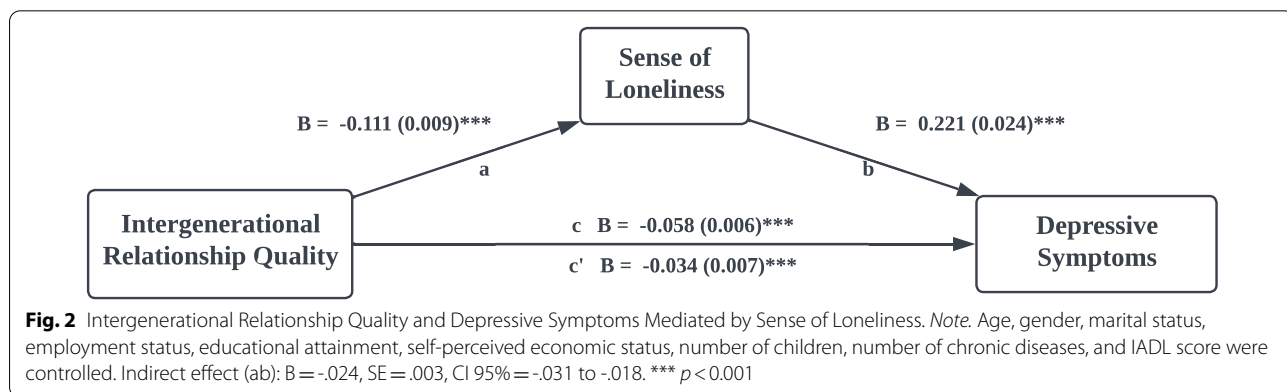 Sense of
Loneliness
B = -0.111 (0.009)***
B = 0.221 (0.024)***
a
b
Intergenerational
Relationship Quality
c B = -0.058 (0.006)***
c' B = -0.034 (0.007)***
Depressive
Symptoms
Fig. 2 Intergenerational Relationship Quality and Depressive Symptoms Mediated by Sense of Loneliness. Note. Age, gender, marital status,
employment status, educational attainment, self-perceived economic status, number of children, number of chronic diseases, and IADL score were
controlled. Indirect effect (ab): B = -.024, SE = .003, CI 95% = -.031 to -.018. *** p < 0.001